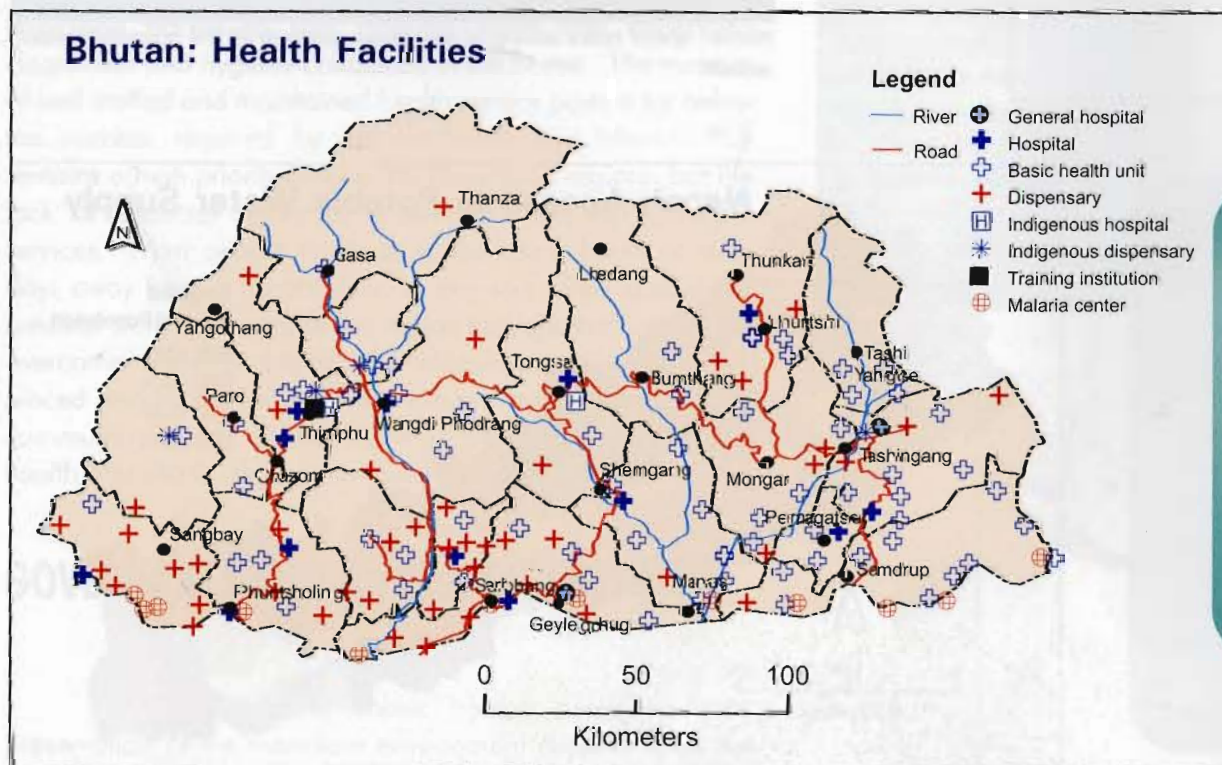 Bhutan: Health Facilities
Legend
River
Road
General hospital
Hospital
Basic health unit
Dispensary
Indigenous hospital
Indigenous dispensary
Training institution
Malaria center
N
Thanza
Gasa
Lhedang
Thunkar
Yangothang
Lhuntshi
Tashi
Yangtse
Tongsa
Bumthang
Paro
Thimphu
Wangdi Phodrang
Chuzom
Shemgang
Mongar
Tashingang
Sangbay
Pemagatsel
Phuntsholing
Sarbhang
Manas
Samdrup
Geylegphug
0 50 100
Kilometers